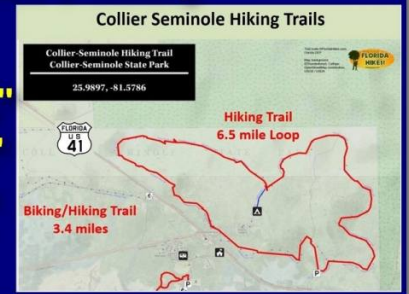 Collier Seminole Hiking Trails
Collier-Seminole Hiking Trail
Collier-Seminole State Park
25.9897, -81.5786
FLORIDA
HIKES!
FLORIDA
U S
41
Hiking Trail
6.5 mile Loop
Biking/Hiking Trail
3.4 miles
P
P